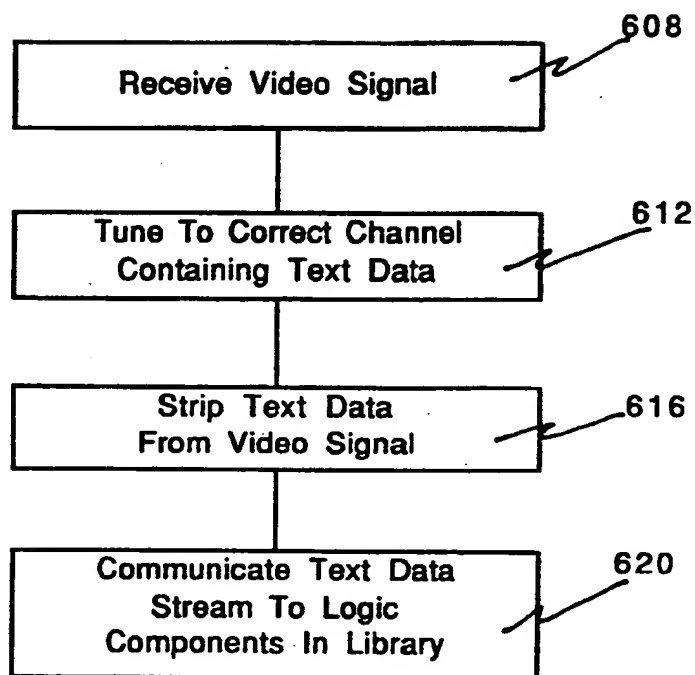 608
Receive Video Signal
612
Tune To Correct Channel
Containing Text Data
616
Strip Text Data
From Video Signal
620
Communicate Text Data
Stream To Logic
Components In Library